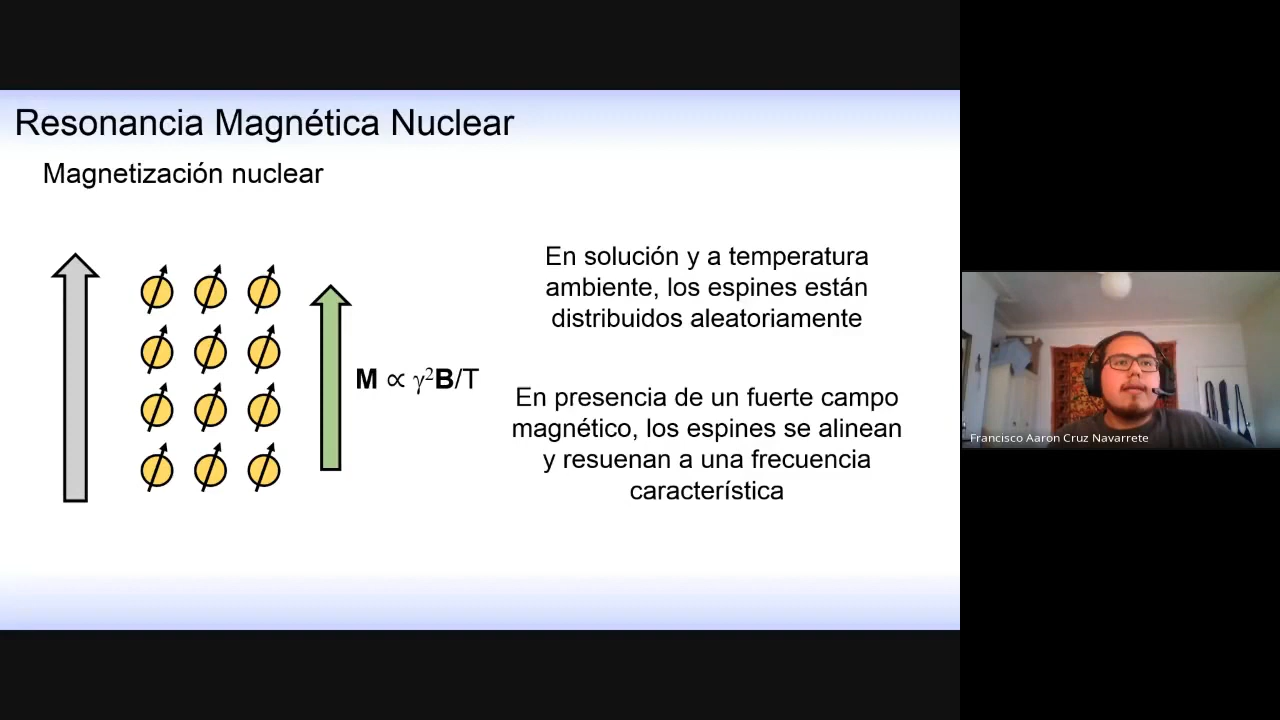 Resonancia Magnética Nuclear
Magnetización nuclear
M ∝ γ²B/T
En solución y a temperatura
ambiente, los espines están
distribuidos aleatoriamente
En presencia de un fuerte campo
magnético, los espines se alinean
y resuenan a una frecuencia
característica
Francisco Aaron Cruz Navarrete